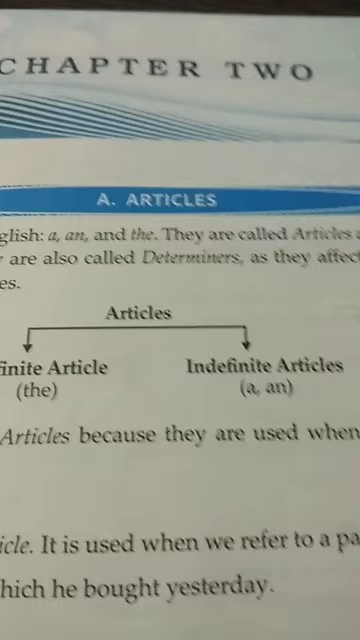 CHAPTER TWO
A. ARTICLES
glish: a, an, and the. They are called Articles
are also called Determiners, as they affect
es.
Articles
inite Article Indefinite Articles
(the) (a, an)
Articles because they are used when
icle. It is used when we refer to a pa
hich he bought yesterday.